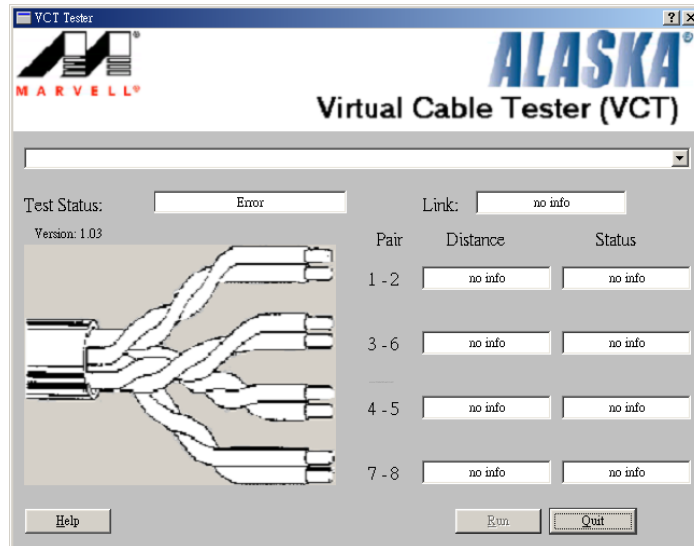 VCT Tester
MARVELL®
ALASKA®
Virtual Cable Tester (VCT)
Test Status: Error Link: no info
Version: 1.03
Pair Distance Status
1 - 2 no info no info
3 - 6 no info no info
4 - 5 no info no info
7 - 8 no info no info
Help Run Quit